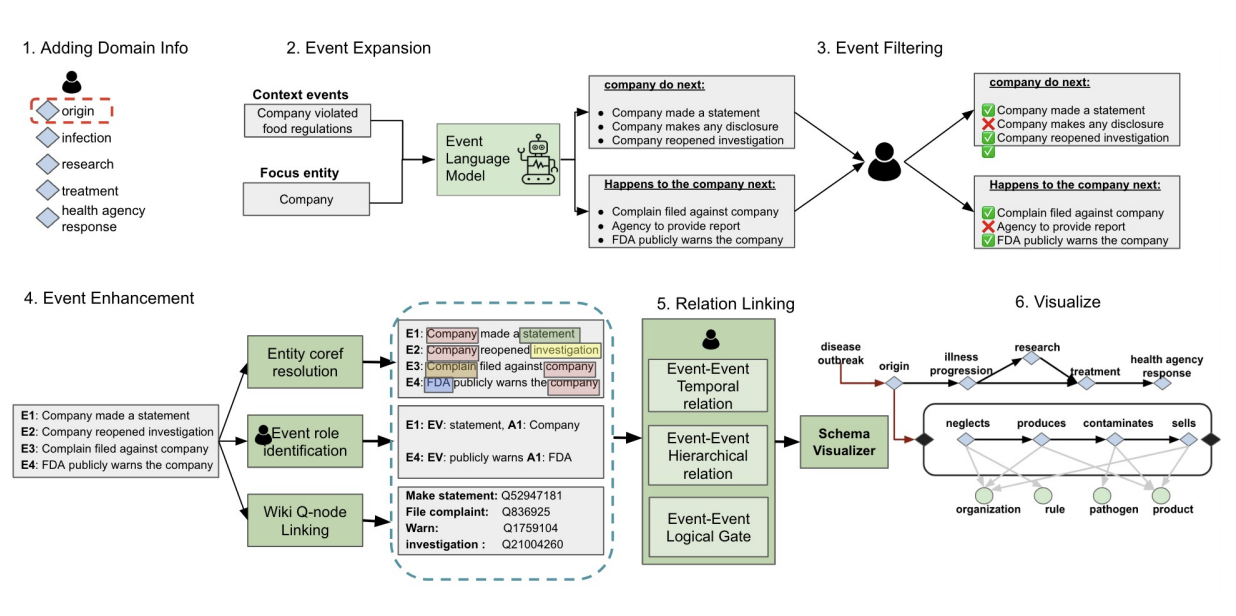 1. Adding Domain Info
origin
infection
research
treatment
health agency
response
2. Event Expansion
Context events
Company violated
food regulations
Focus entity
Company
Event
Language
Model
company do next:
• Company made a statement
• Company makes any disclosure
• Company reopened investigation
Happens to the company next:
• Complain filed against company
• Agency to provide report
• FDA publicly warns the company
3. Event Filtering
company do next:
✅ Company made a statement
❌ Company makes any disclosure
✅ Company reopened investigation
✅
Happens to the company next:
✅ Complain filed against company
❌ Agency to provide report
✅ FDA publicly warns the company
4. Event Enhancement
E1: Company made a statement
E2: Company reopened investigation
E3: Complain filed against company
E4: FDA publicly warns the company
Entity coref
resolution
Event role
identification
Wiki Q-node
Linking
E1: Company made a statement
E2: Company reopened investigation
E3: Complain filed against company
E4: FDA publicly warns the company
E1: EV: statement, A1: Company
E4: EV: publicly warns A1: FDA
Make statement: Q52947181
File complaint: Q836925
Warn: Q1759104
investigation : Q21004260
5. Relation Linking
Event-Event
Temporal
relation
Event-Event
Hierarchical
relation
Event-Event
Logical Gate
Schema
Visualizer
6. Visualize
disease
outbreak
origin
illness
progression
research
treatment
health agency
response
neglects
produces
contaminates
sells
organization
rule
pathogen
product